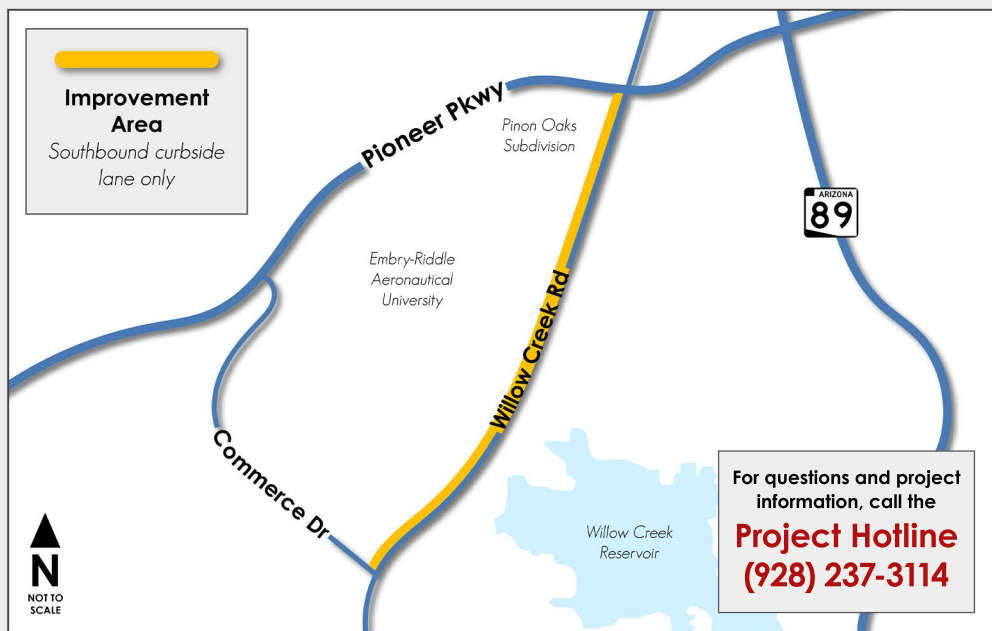 Improvement
Area
Southbound curbside
lane only
Pioneer Pkwy
Pinon Oaks
Subdivision
ARIZONA
89
Embry-Riddle
Aeronautical
University
Willow Creek Rd
Commerce Dr
Willow Creek
Reservoir
For questions and project
information, call the
Project Hotline
(928) 237-3114
N
NOT TO
SCALE